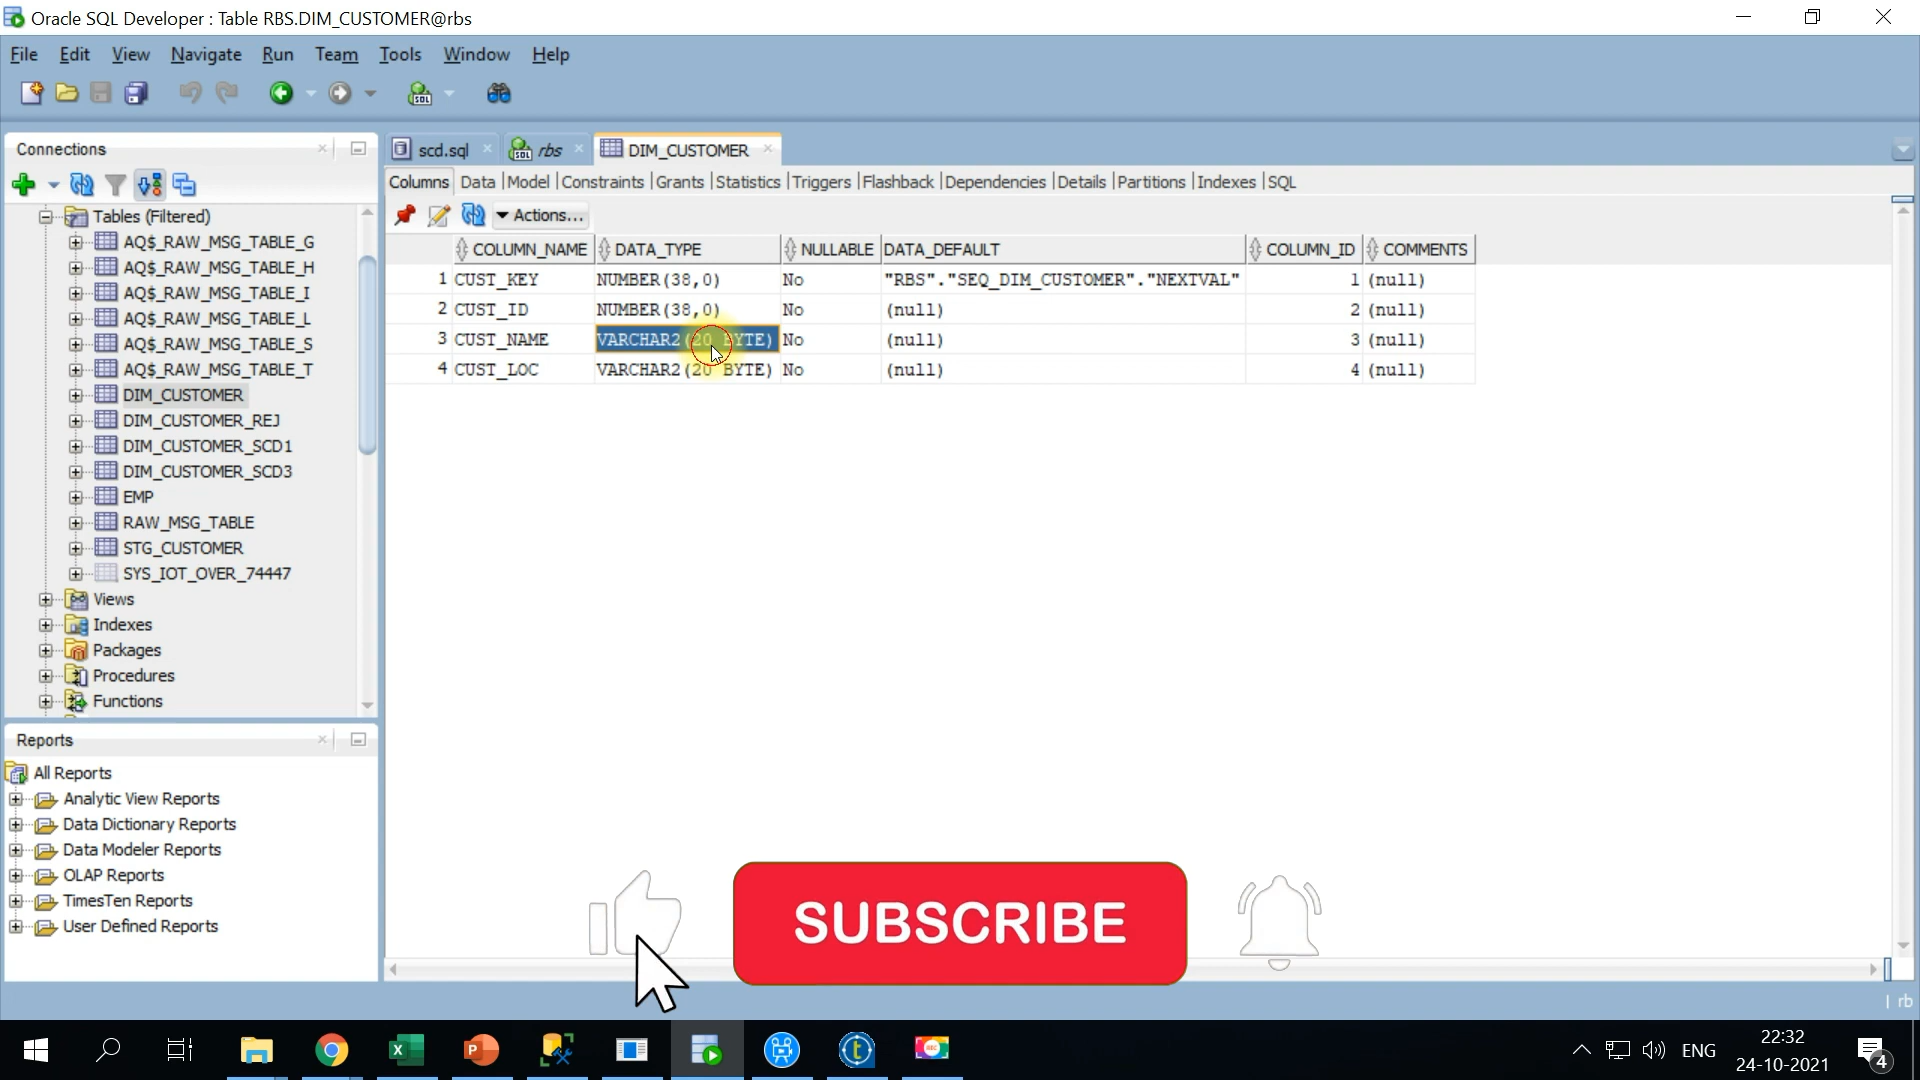 Oracle SQL Developer : Table RBS.DIM_CUSTOMER@rbs
File Edit View Navigate Run Team Tools Window Help
Connections
scd.sql rbs DIM_CUSTOMER
Columns Data Model Constraints Grants Statistics Triggers Flashback Dependencies Details Partitions Indexes SQL
Actions...
Tables (Filtered)
AQ$_RAW_MSG_TABLE_G
AQ$_RAW_MSG_TABLE_H
AQ$_RAW_MSG_TABLE_I
AQ$_RAW_MSG_TABLE_L
AQ$_RAW_MSG_TABLE_S
AQ$_RAW_MSG_TABLE_T
DIM_CUSTOMER
DIM_CUSTOMER_REJ
DIM_CUSTOMER_SCD1
DIM_CUSTOMER_SCD3
EMP
RAW_MSG_TABLE
STG_CUSTOMER
SYS_IOT_OVER_74447
Views
Indexes
Packages
Procedures
Functions
COLUMN_NAME DATA_TYPE NULLABLE DATA_DEFAULT COLUMN_ID COMMENTS
1 CUST_KEY NUMBER(38,0) No "RBS"."SEQ_DIM_CUSTOMER"."NEXTVAL" 1 (null)
2 CUST_ID NUMBER(38,0) No (null) 2 (null)
3 CUST_NAME VARCHAR2(20 BYTE) No (null) 3 (null)
4 CUST_LOC VARCHAR2(20 BYTE) No (null) 4 (null)
Reports
All Reports
Analytic View Reports
Data Dictionary Reports
Data Modeler Reports
OLAP Reports
TimesTen Reports
User Defined Reports
SUBSCRIBE
rb
ENG
22:32
24-10-2021
4